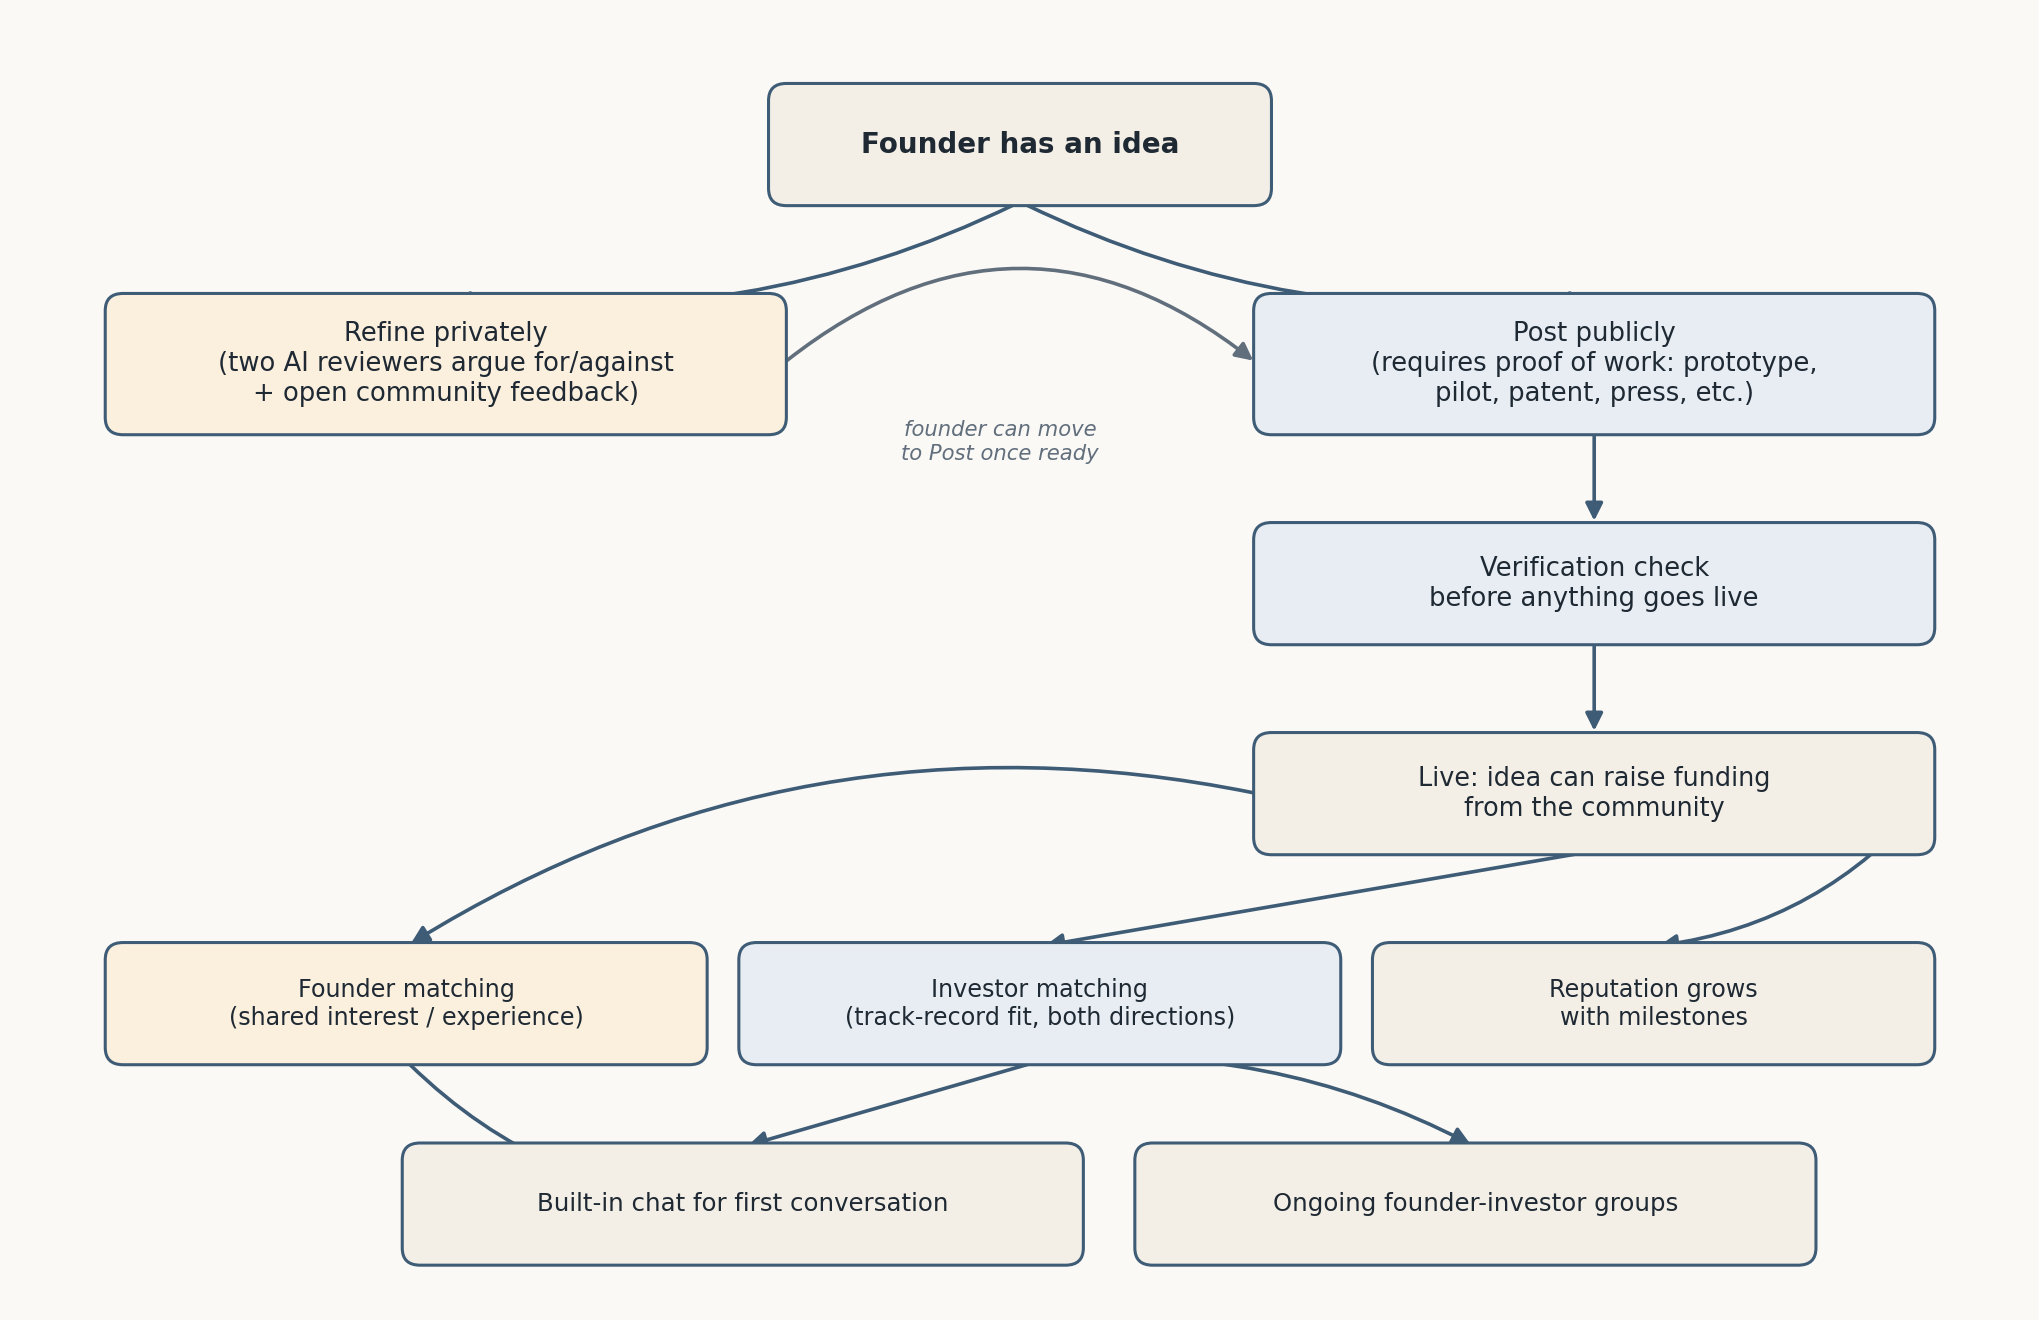 Founder has an idea
Refine privately
(two AI reviewers argue for/against
+ open community feedback)
Post publicly
(requires proof of work: prototype,
pilot, patent, press, etc.)
founder can move
to Post once ready
Verification check
before anything goes live
Live: idea can raise funding
from the community
Founder matching
(shared interest / experience)
Investor matching
(track-record fit, both directions)
Reputation grows
with milestones
Built-in chat for first conversation
Ongoing founder-investor groups